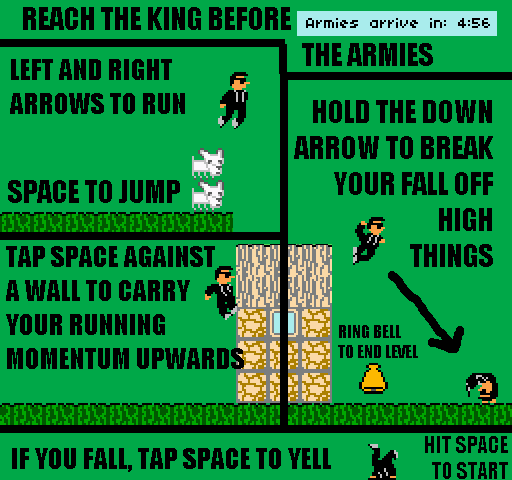 REACH THE KING BEFORE
Armies arrive in: 4:56
THE ARMIES
LEFT AND RIGHT
ARROWS TO RUN
SPACE TO JUMP
HOLD THE DOWN
ARROW TO BREAK
YOUR FALL OFF
HIGH
THINGS
TAP SPACE AGAINST
A WALL TO CARRY
YOUR RUNNING
MOMENTUM UPWARDS
RING BELL
TO END LEVEL
IF YOU FALL, TAP SPACE TO YELL
HIT SPACE
TO START